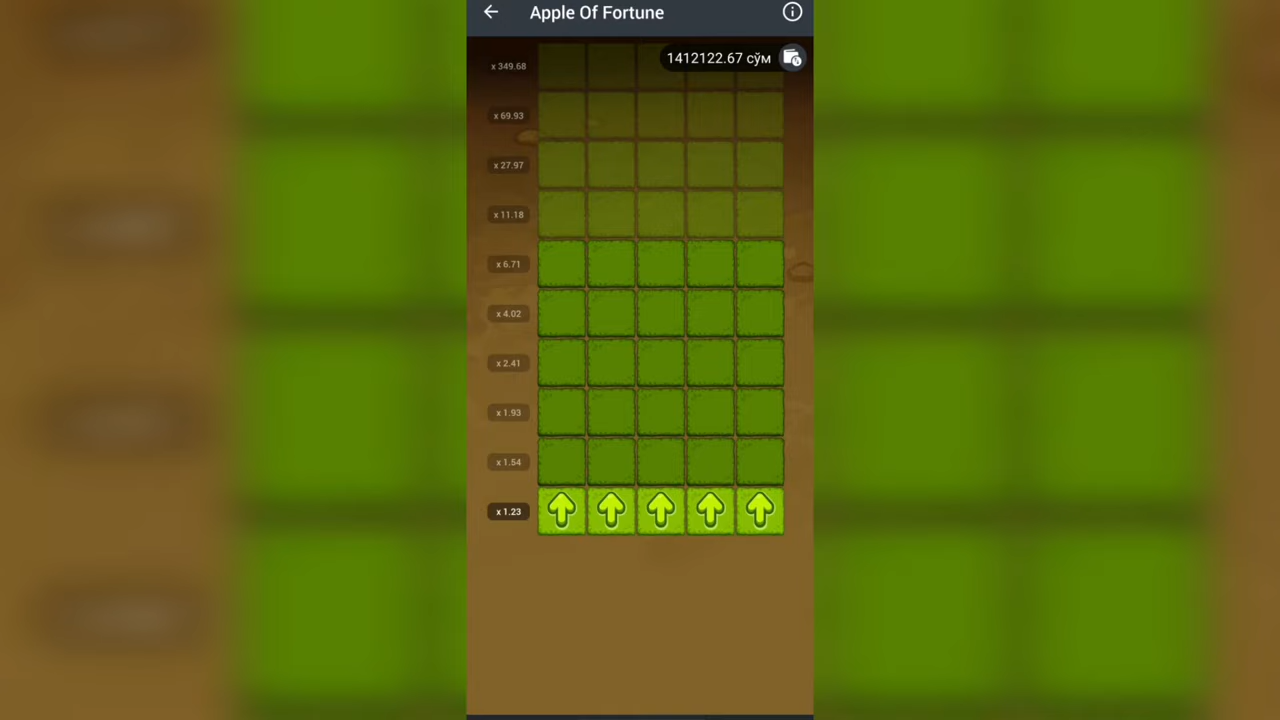 Apple Of Fortune
1412122.67 сўм
x 349.68
x 69.93
x 27.97
x 11.18
x 6.71
x 4.02
x 2.41
x 1.93
x 1.54
x 1.23